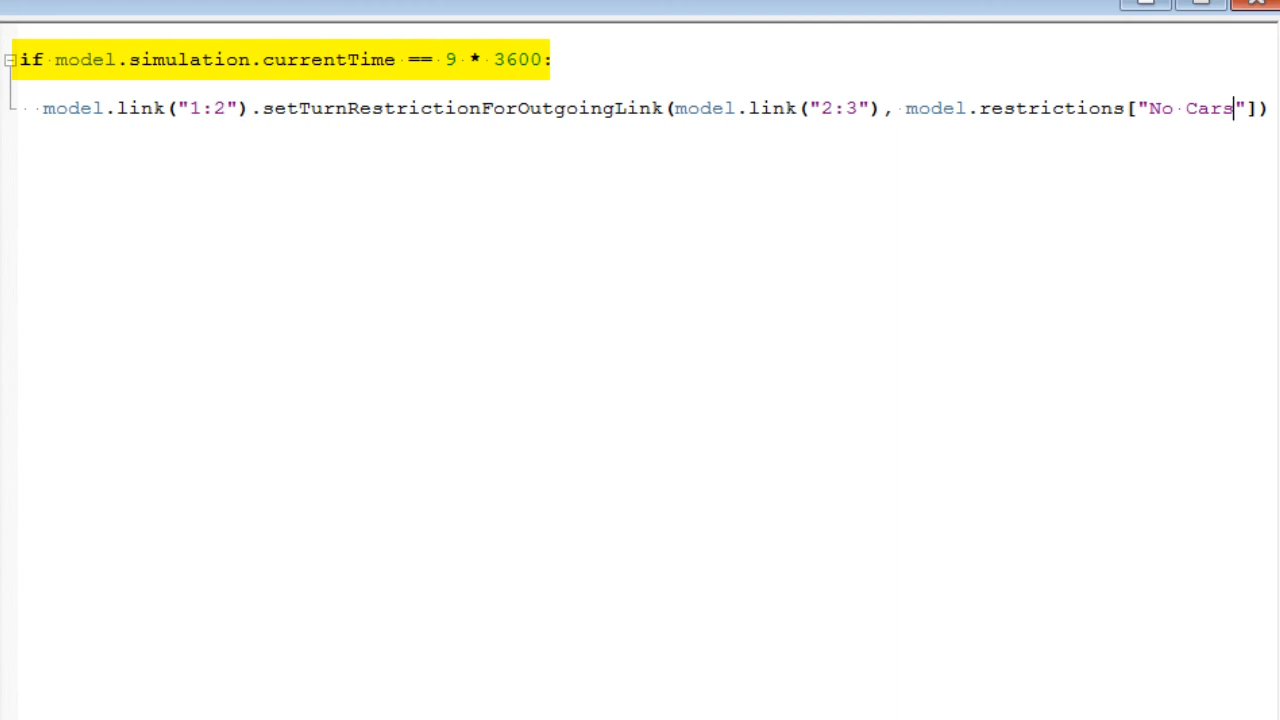 if model.simulation.currentTime == 9 * 3600:
model.link("1:2").setTurnRestrictionForOutgoingLink(model.link("2:3"), model.restrictions["No Cars"])